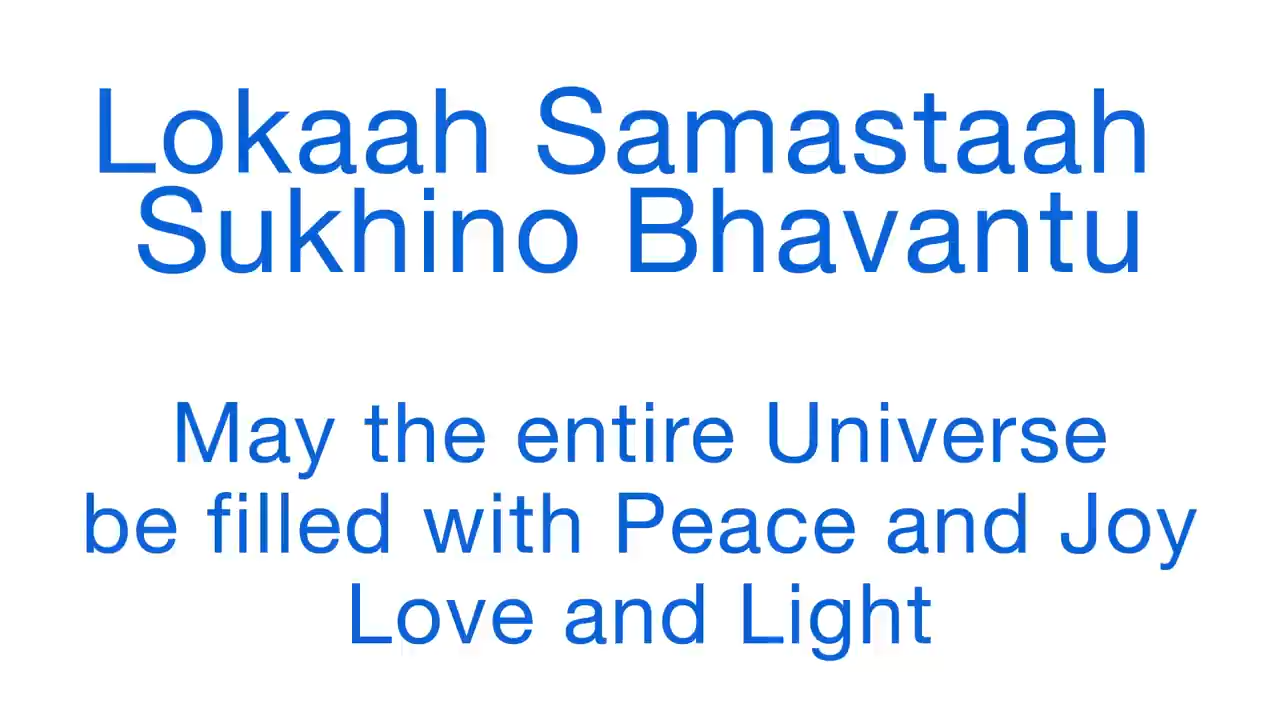 Lokaah Samastaah
Sukhino Bhavantu
May the entire Universe
be filled with Peace and Joy
Love and Light